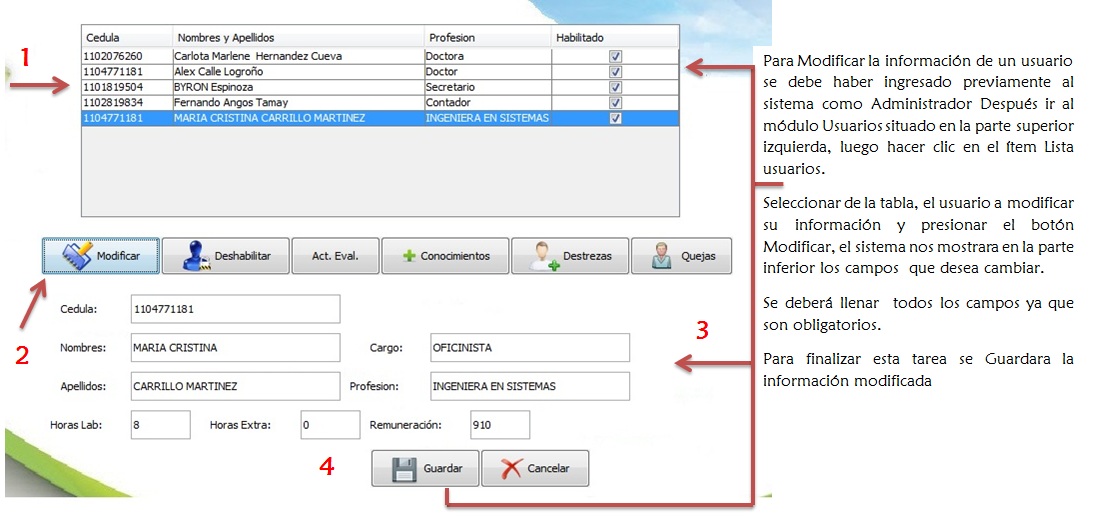 Cedula Nombres y Apellidos Profesion Habilitado
1102076260 Carlota Marlene Hernandez Cueva Doctora
1104771181 Alex Calle Logroño Doctor
1101819504 BYRON Espinoza Secretario
1102819834 Fernando Angos Tamay Contador
1104771181 MARIA CRISTINA CARRILLO MARTINEZ INGENIERA EN SISTEMAS
1
Modificar Deshabilitar Act. Eval. Conocimientos Destrezas Quejas
2
Cedula: 1104771181
Nombres: MARIA CRISTINA Cargo: OFICINISTA
3
Apellidos: CARRILLO MARTINEZ Profesion: INGENIERA EN SISTEMAS
Horas Lab: 8 Horas Extra: 0 Remuneración: 910
4
Guardar Cancelar
Para Modificar la información de un usuario
se debe haber ingresado previamente al
sistema como Administrador Después ir al
módulo Usuarios situado en la parte superior
izquierda, luego hacer clic en el ítem Lista
usuarios.
Seleccionar de la tabla, el usuario a modificar
su información y presionar el botón
Modificar, el sistema nos mostrara en la parte
inferior los campos que desea cambiar.
Se deberá llenar todos los campos ya que
son obligatorios.
Para finalizar esta tarea se Guardara la
información modificada